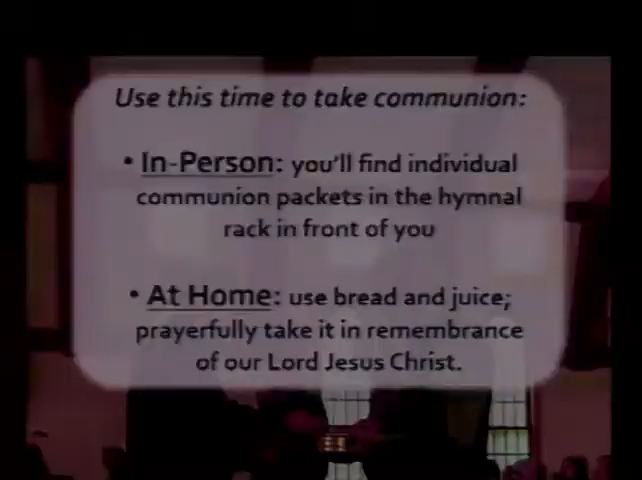 Use this time to take communion:
• In-Person: you'll find individual
communion packets in the hymnal
rack in front of you
• At Home: use bread and juice;
prayerfully take it in remembrance
of our Lord Jesus Christ.